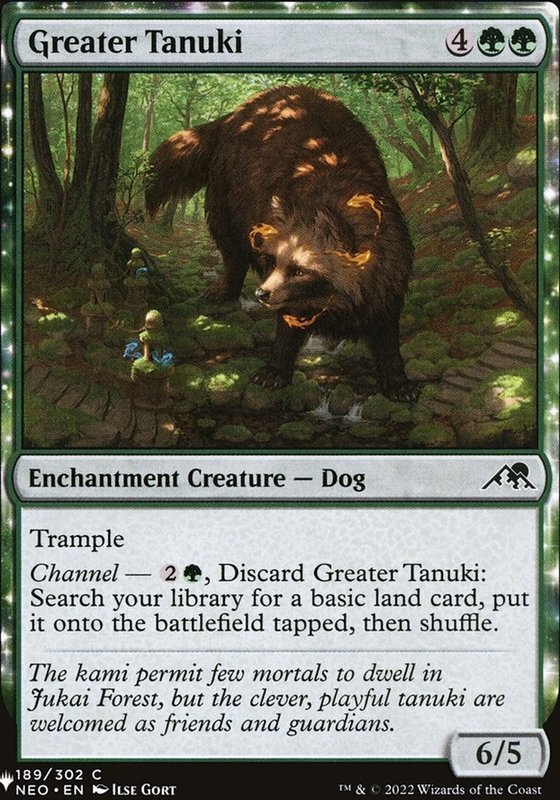 Greater Tanuki 4
Enchantment Creature — Dog
Trample
Channel — 2, Discard Greater Tanuki:
Search your library for a basic land card, put
it onto the battlefield tapped, then shuffle.
The kami permit few mortals to dwell in
Jukai Forest, but the clever, playful tanuki are
welcomed as friends and guardians.
6/5
189/302 C
NEO • EN Ilse Gort
™ & © 2022 Wizards of the Coast